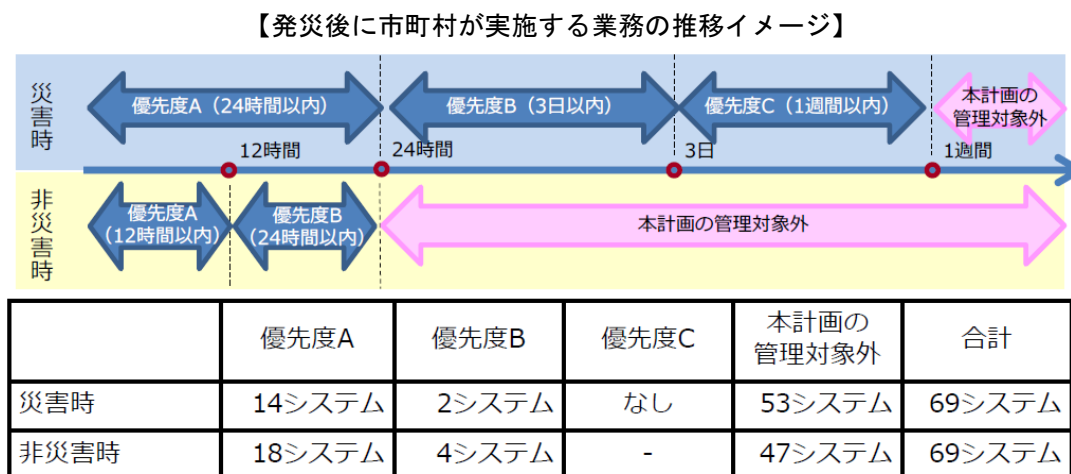 【発災後に市町村が実施する業務の推移イメージ】
災害時
優先度A（24時間以内）
優先度B（3日以内）
優先度C（1週間以内）
本計画の
管理対象外
12時間
24時間
3日
1週間
非災害時
優先度A
（12時間以内）
優先度B
（24時間以内）
本計画の管理対象外
優先度A 優先度B 優先度C 本計画の
管理対象外 合計
災害時 14システム 2システム なし 53システム 69システム
非災害時 18システム 4システム - 47システム 69システム